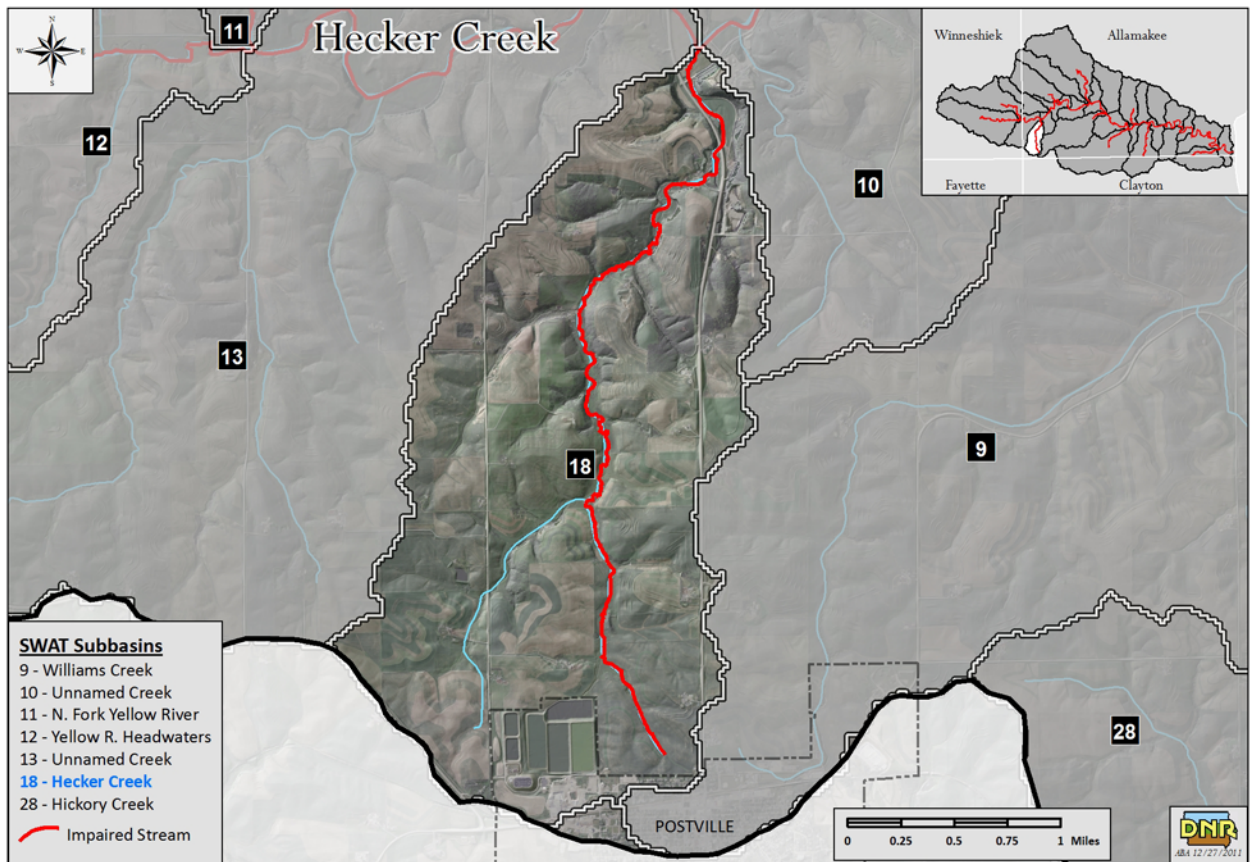 Hecker Creek
N
W
E
S
11
12
13
10
9
18
28
Winneshiek
Allamakee
Fayette
Clayton
SWAT Subbasins
9 - Williams Creek
10 - Unnamed Creek
11 - N. Fork Yellow River
12 - Yellow R. Headwaters
13 - Unnamed Creek
18 - Hecker Creek
28 - Hickory Creek
Impaired Stream
POSTVILLE
0 0.25 0.5 0.75 1 Miles
DNR
ABA 12/27/2011